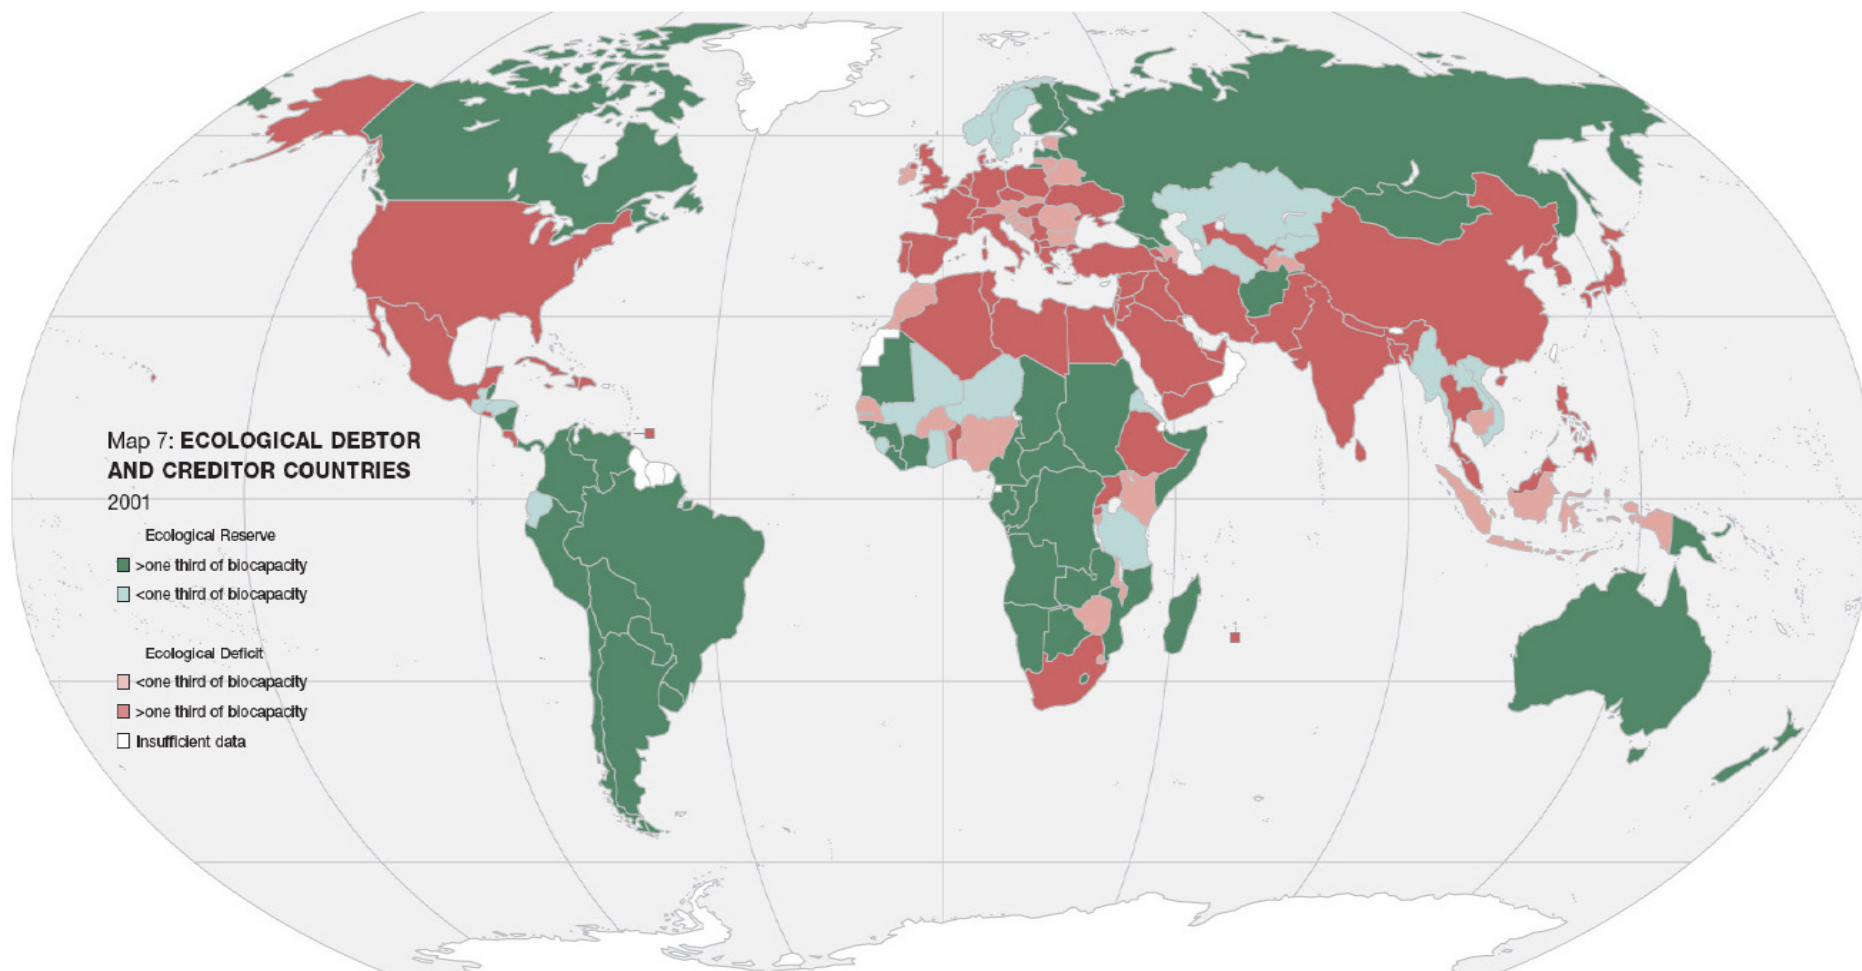 Map 7: ECOLOGICAL DEBTOR
AND CREDITOR COUNTRIES
2001
Ecological Reserve
>one third of biocapacity
<one third of biocapacity
Ecological Deficit
<one third of biocapacity
>one third of biocapacity
Insufficient data